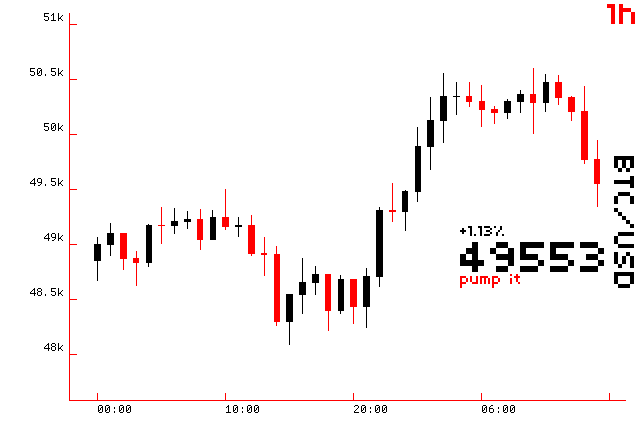 51k
1h
50.5k
50k
49.5k
49k
48.5k
48k
BTC/USD
+1.13%
49553
pump it
00:00 10:00 20:00 06:00